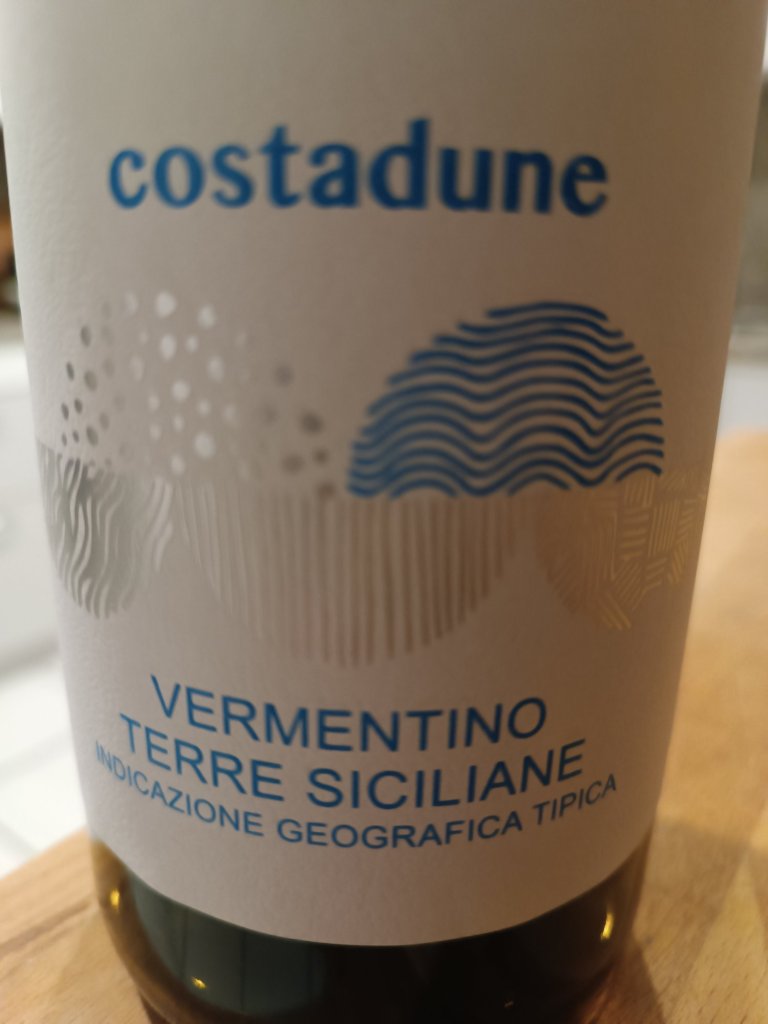 costadune
VERMENTINO
TERRE SICILIANE
INDICAZIONE GEOGRAFICA TIPICA